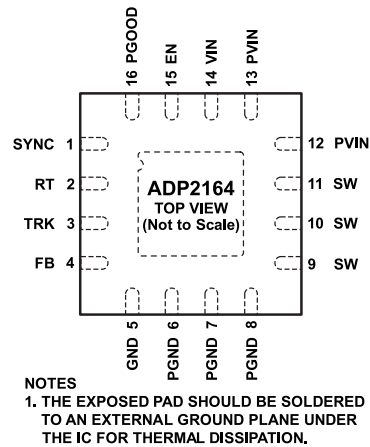 16 PGOOD
15 EN
14 VIN
13 PVIN
SYNC 1
RT 2
TRK 3
FB 4
ADP2164
TOP VIEW
(Not to Scale)
12 PVIN
11 SW
10 SW
9 SW
GND 5
PGND 6
PGND 7
PGND 8
NOTES
1. THE EXPOSED PAD SHOULD BE SOLDERED
TO AN EXTERNAL GROUND PLANE UNDER
THE IC FOR THERMAL DISSIPATION.